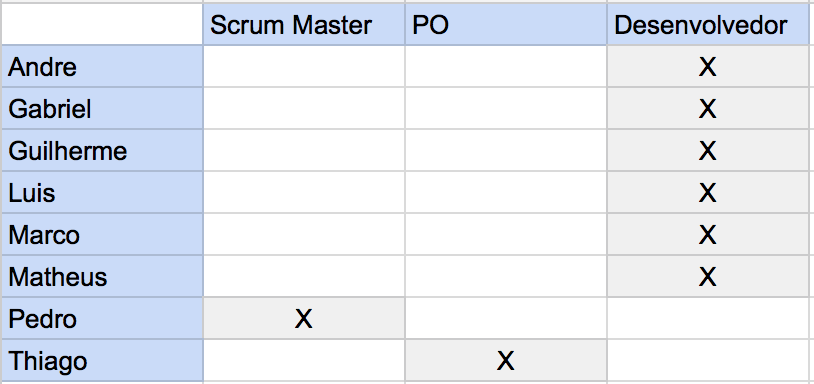 Scrum Master PO Desenvolvedor
Andre X
Gabriel X
Guilherme X
Luis X
Marco X
Matheus X
Pedro X
Thiago X